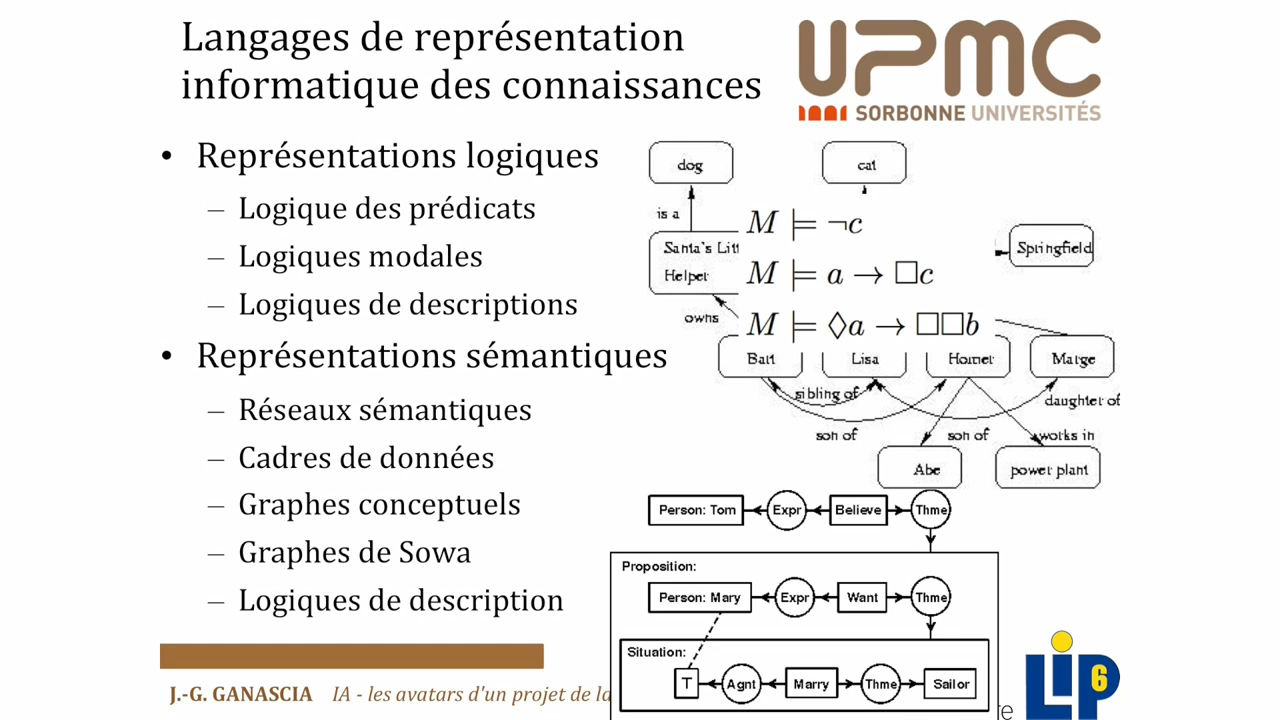 Langages de représentation
informatique des connaissances
UPMC
SORBONNE UNIVERSITÉS
• Représentations logiques
– Logique des prédicats
– Logiques modales
– Logiques de descriptions
• Représentations sémantiques
– Réseaux sémantiques
– Cadres de données
– Graphes conceptuels
– Graphes de Sowa
– Logiques de description
dog
cat
is a
Santa's Litt
Helper
Springfield
M ⊨ ¬c
M ⊨ a → □c
M ⊨ ◊a → □□b
owns
Bart
Lisa
Homer
Marge
sibling of
daughter of
son of
son of
works in
Abe
power plant
Person: Tom
Expr
Believe
Thme
Proposition:
Person: Mary
Expr
Want
Thme
Situation:
T
Agnt
Marry
Thme
Sailor
J.-G. GANASCIA IA - les avatars d'un projet de la
re
LIP6